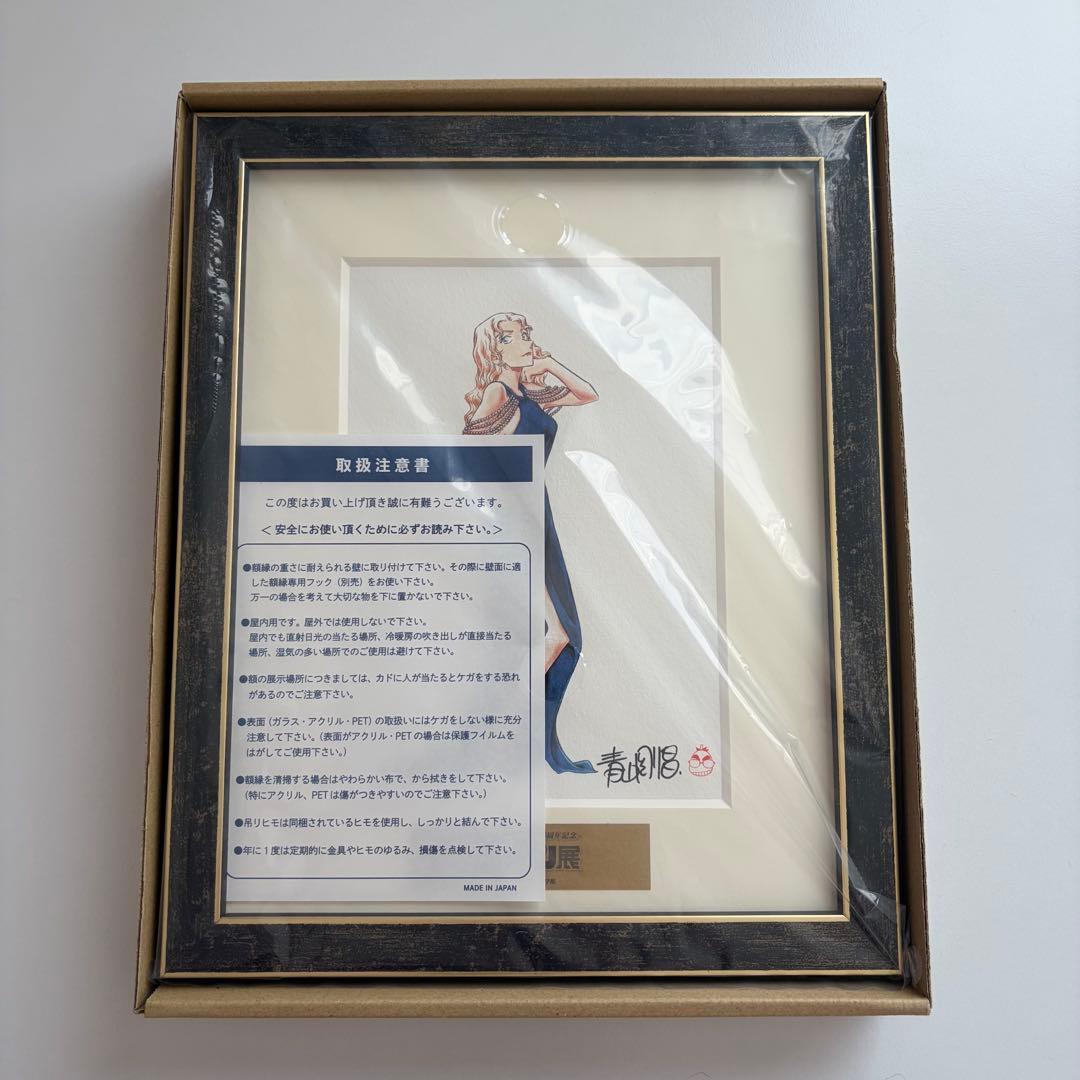 取扱注意書
この度はお買い上げ頂き誠に有難うございます。
＜安全にお使い頂くために必ずお読み下さい。＞
●額縁の重さに耐えられる壁に取り付けて下さい。その際に壁面に適
した額縁専用フック（別売）をお使い下さい。
万一の場合を考えて大切な物を下に置かないで下さい。
●屋内用です。屋外では使用しないで下さい。
屋内でも直射日光の当たる場所、冷暖房の吹き出しが直接当たる
場所、湿気の多い場所でのご使用は避けて下さい。
●額の展示場所につきましては、カドに人が当たるとケガをする恐れ
があるのでご注意下さい。
●表面（ガラス・アクリル・PET）の取扱いにはケガをしない様に充分
注意して下さい。（表面がアクリル・PETの場合は保護フイルムを
はがしてご使用下さい。）
●額縁を清掃する場合はやわらかい布で、から拭きをして下さい。
（特にアクリル、PETは傷がつきやすいのでご注意下さい。）
●吊りヒモは同梱されているヒモを使用し、しっかりと結んで下さい。
●年に１度は定期的に金具やヒモのゆるみ、損傷を点検して下さい。
MADE IN JAPAN
青山剛昌
周年記念
展